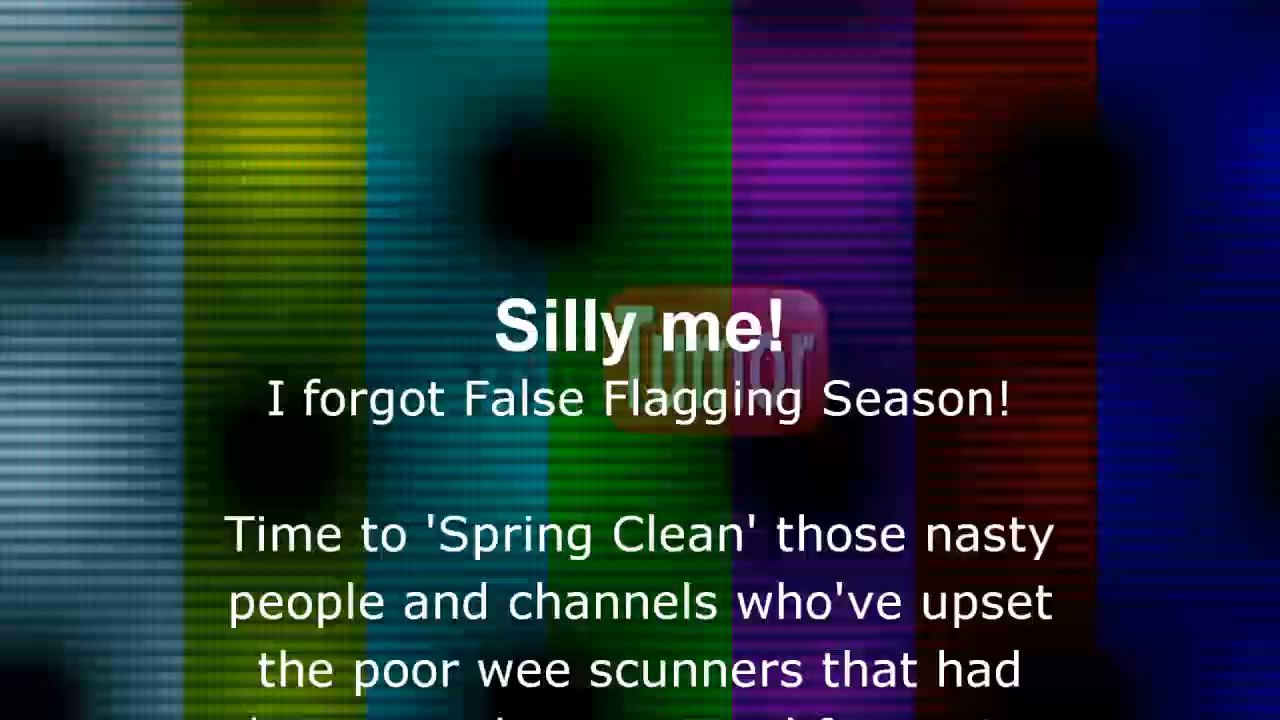 Silly me!
Tumor
I forgot False Flagging Season!
Time to 'Spring Clean' those nasty
people and channels who've upset
the poor wee scunners that had